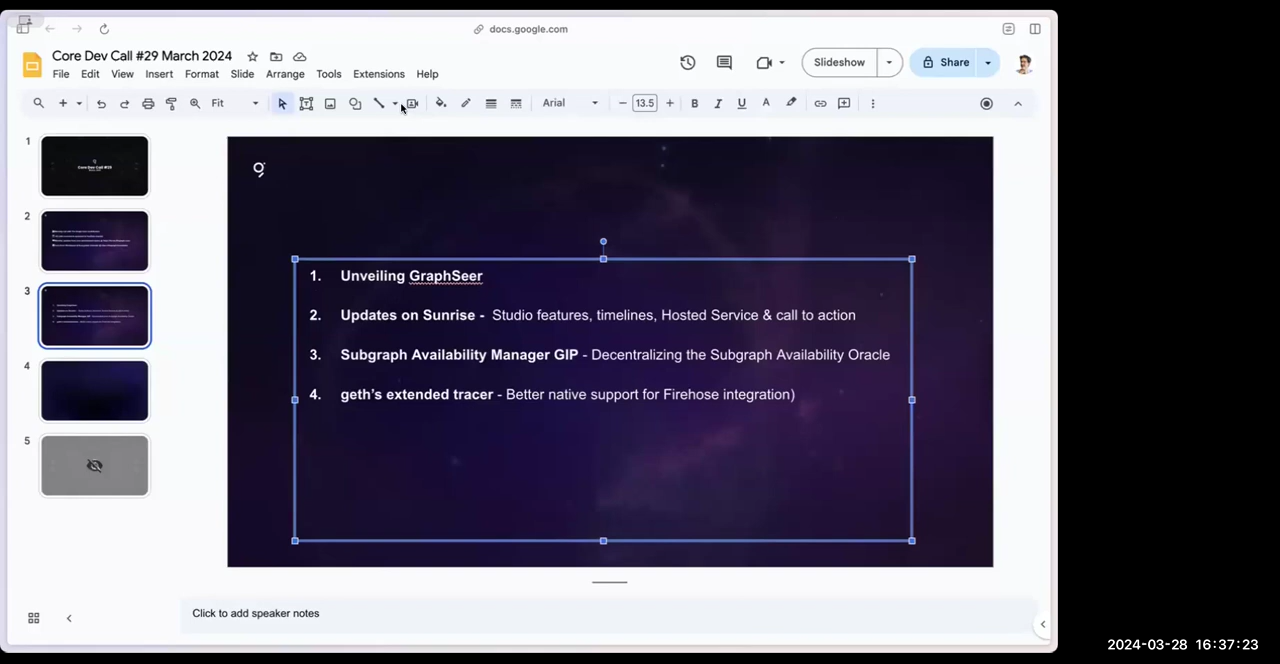 docs.google.com
Core Dev Call #29 March 2024
File Edit View Insert Format Slide Arrange Tools Extensions Help
Slideshow
Share
Fit
Arial
13.5
B I U A
1
Core Dev Call #29
2
3
4
5
1. Unveiling GraphSeer
2. Updates on Sunrise - Studio features, timelines, Hosted Service & call to action
3. Subgraph Availability Manager GIP - Decentralizing the Subgraph Availability Oracle
4. geth’s extended tracer - Better native support for Firehose integration)
Click to add speaker notes
2024-03-28 16:37:23